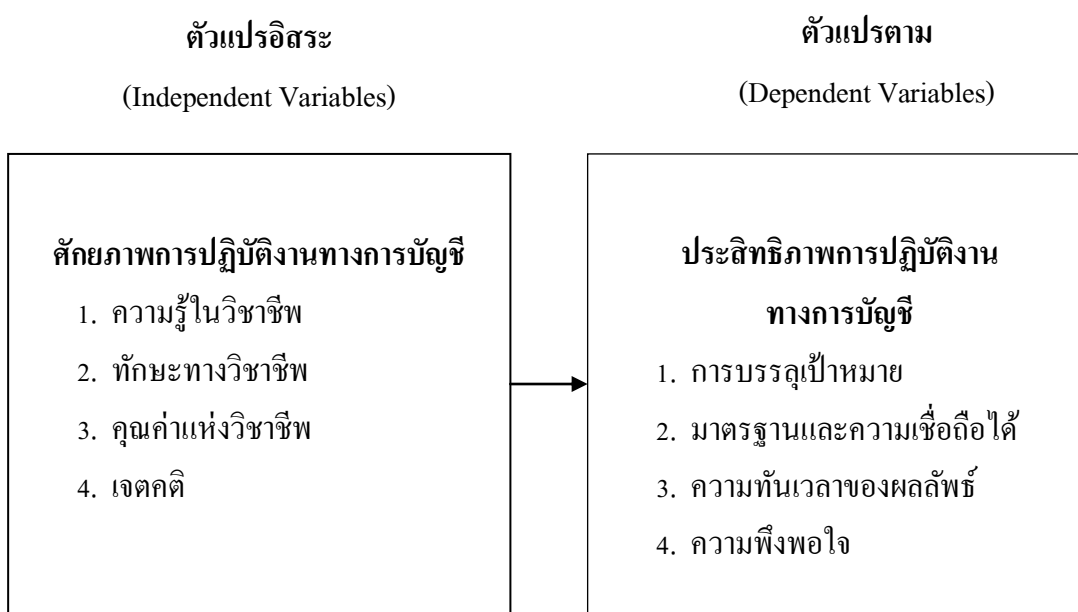 ตัวแปรอิสระ
(Independent Variables)
ศักยภาพการปฏิบัติงานทางการบัญชี
1. ความรู้ในวิชาชีพ
2. ทักษะทางวิชาชีพ
3. คุณค่าแห่งวิชาชีพ
4. เจตคติ
ตัวแปรตาม
(Dependent Variables)
ประสิทธิภาพการปฏิบัติงาน
ทางการบัญชี
1. การบรรลุเป้าหมาย
2. มาตรฐานและความเชื่อถือได้
3. ความทันเวลาของผลลัพธ์
4. ความพึงพอใจ